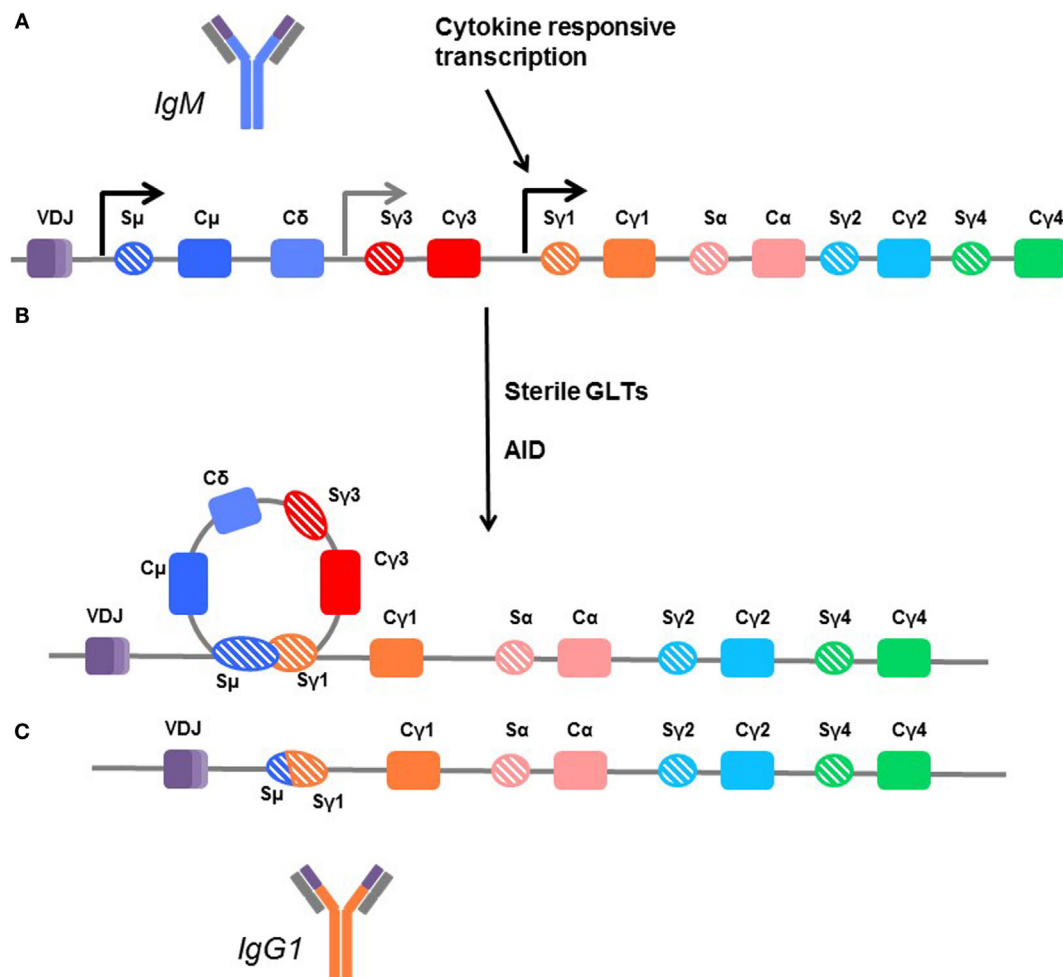 A
Cytokine responsive
transcription
IgM
VDJ Sμ Cμ Cδ Sγ3 Cγ3 Sγ1 Cγ1 Sα Cα Sγ2 Cγ2 Sγ4 Cγ4
B
Sterile GLTs
AID
Cδ Sγ3
Cμ Cγ3
VDJ Cγ1 Sα Cα Sγ2 Cγ2 Sγ4 Cγ4
Sμ Sγ1
C
VDJ Cγ1 Sα Cα Sγ2 Cγ2 Sγ4 Cγ4
Sμ Sγ1
IgG1